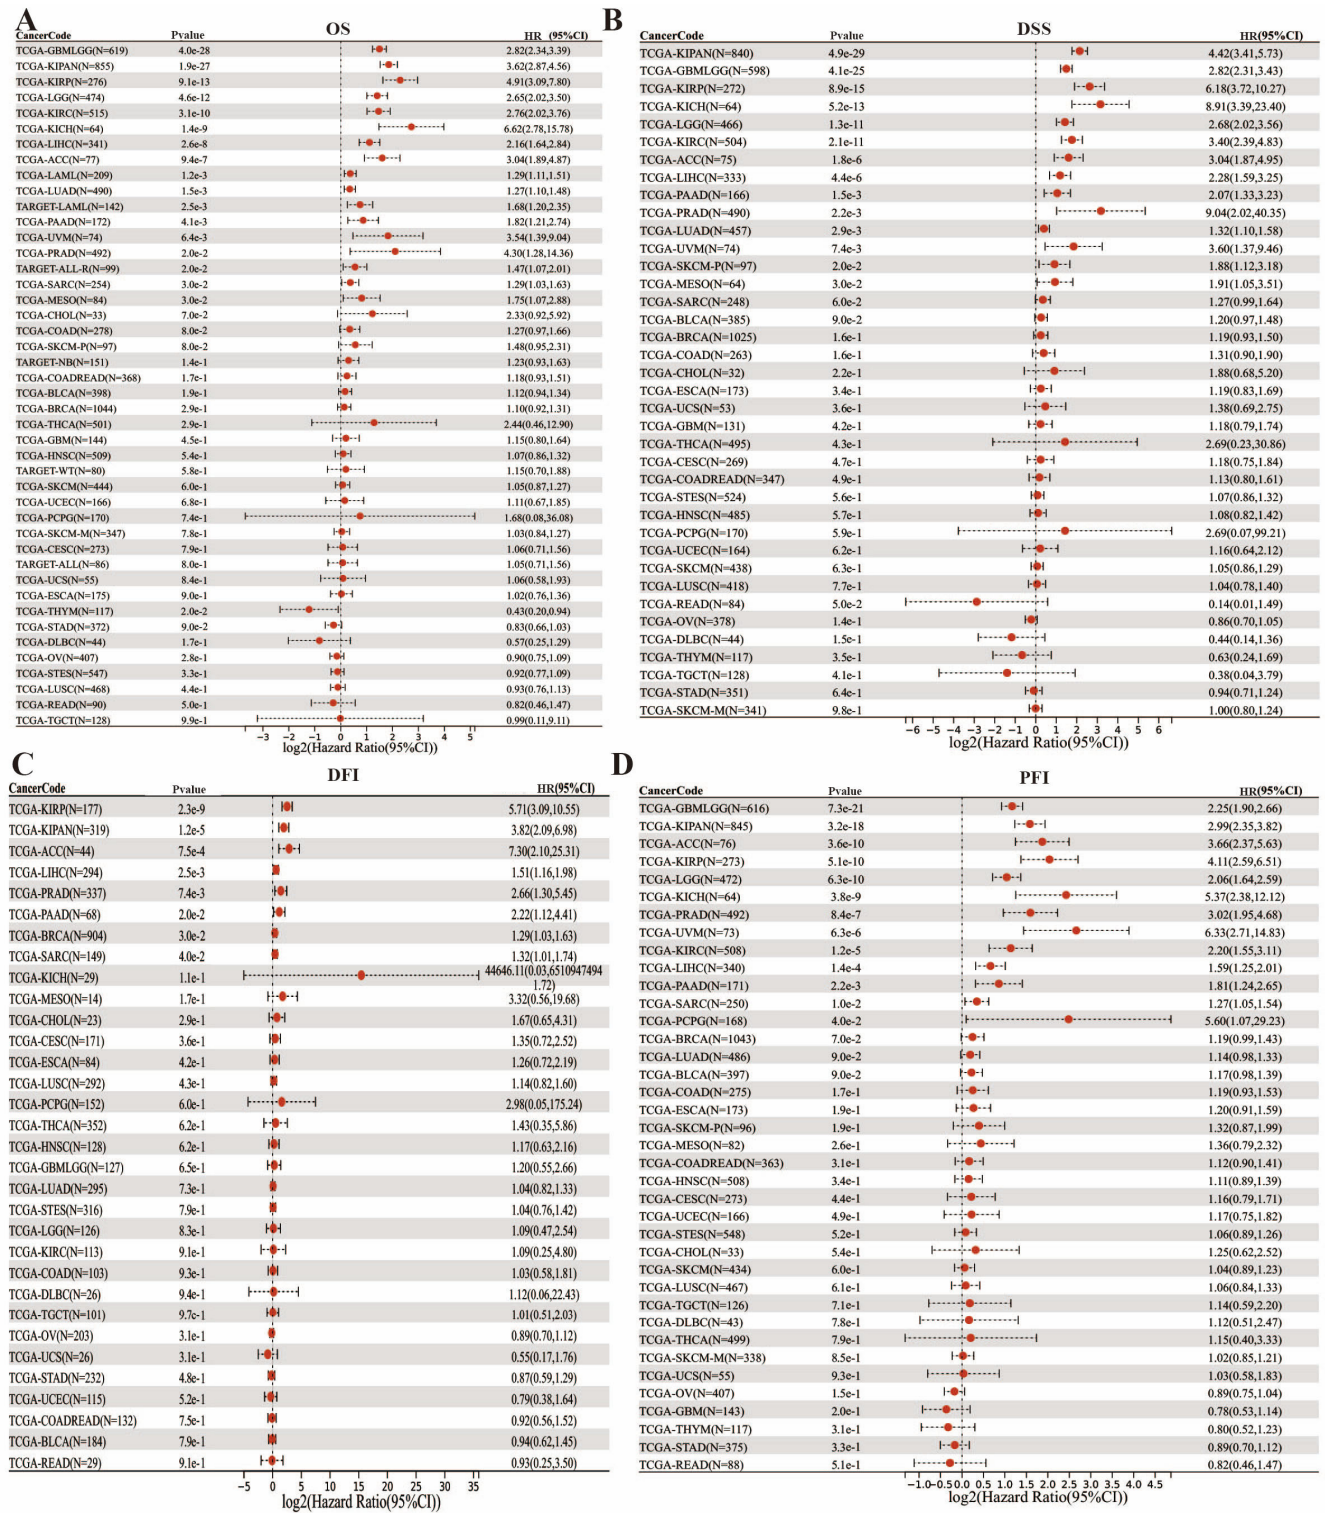 A
OS
CancerCode Pvalue HR (95%CI)
TCGA-GBMLGG(N=619) 4.0e-28 2.82(2.34,3.39)
TCGA-KIPAN(N=855) 1.9e-27 3.62(2.87,4.56)
TCGA-KIRP(N=276) 9.1e-13 4.91(3.09,7.80)
TCGA-LGG(N=474) 4.6e-12 2.65(2.02,3.50)
TCGA-KIRC(N=515) 3.1e-10 2.76(2.02,3.76)
TCGA-KICH(N=64) 1.4e-9 6.62(2.78,15.78)
TCGA-LIHC(N=341) 2.6e-8 2.16(1.64,2.84)
TCGA-ACC(N=77) 9.4e-7 3.04(1.89,4.87)
TCGA-LAML(N=209) 1.2e-3 1.29(1.11,1.51)
TCGA-LUAD(N=490) 1.5e-3 1.27(1.10,1.48)
TARGET-LAML(N=142) 2.5e-3 1.68(1.20,2.35)
TCGA-PAAD(N=172) 4.1e-3 1.82(1.21,2.74)
TCGA-UVM(N=74) 6.4e-3 3.54(1.39,9.04)
TCGA-PRAD(N=492) 2.0e-2 4.30(1.28,14.36)
TARGET-ALL-R(N=99) 2.0e-2 1.47(1.07,2.01)
TCGA-SARC(N=254) 3.0e-2 1.29(1.03,1.63)
TCGA-MESO(N=84) 3.0e-2 1.75(1.07,2.88)
TCGA-CHOL(N=33) 7.0e-2 2.33(0.92,5.92)
TCGA-COAD(N=278) 8.0e-2 1.27(0.97,1.66)
TCGA-SKCM-P(N=97) 8.0e-2 1.48(0.95,2.31)
TARGET-NB(N=151) 1.4e-1 1.23(0.93,1.63)
TCGA-COADREAD(N=368) 1.7e-1 1.18(0.93,1.51)
TCGA-BLCA(N=398) 1.9e-1 1.12(0.94,1.34)
TCGA-BRCA(N=1044) 2.9e-1 1.10(0.92,1.31)
TCGA-THCA(N=501) 2.9e-1 2.44(0.46,12.90)
TCGA-GBM(N=144) 4.5e-1 1.15(0.80,1.64)
TCGA-HNSC(N=509) 5.4e-1 1.07(0.86,1.32)
TARGET-WT(N=80) 5.8e-1 1.15(0.70,1.88)
TCGA-SKCM(N=444) 6.0e-1 1.05(0.87,1.27)
TCGA-UCEC(N=166) 6.8e-1 1.11(0.67,1.85)
TCGA-PCPG(N=170) 7.4e-1 1.68(0.08,36.08)
TCGA-SKCM-M(N=347) 7.8e-1 1.03(0.84,1.27)
TCGA-CESC(N=273) 7.9e-1 1.06(0.71,1.56)
TARGET-ALL(N=86) 8.0e-1 1.05(0.71,1.56)
TCGA-UCS(N=55) 8.4e-1 1.06(0.58,1.93)
TCGA-ESCA(N=175) 9.0e-1 1.02(0.76,1.36)
TCGA-THYM(N=117) 2.0e-2 0.43(0.20,0.94)
TCGA-STAD(N=372) 9.0e-2 0.83(0.66,1.03)
TCGA-DLBC(N=44) 1.7e-1 0.57(0.25,1.29)
TCGA-OV(N=407) 2.8e-1 0.90(0.75,1.09)
TCGA-STES(N=547) 3.3e-1 0.92(0.77,1.09)
TCGA-LUSC(N=468) 4.4e-1 0.93(0.76,1.13)
TCGA-READ(N=90) 5.0e-1 0.82(0.46,1.47)
TCGA-TGCT(N=128) 9.9e-1 0.99(0.11,9.11)
−3 −2 −1 0 1 2 3 4 5
log2(Hazard Ratio(95%CI))
B
DSS
CancerCode Pvalue HR(95%CI)
TCGA-KIPAN(N=840) 4.9e-29 4.42(3.41,5.73)
TCGA-GBMLGG(N=598) 4.1e-25 2.82(2.31,3.43)
TCGA-KIRP(N=272) 8.9e-15 6.18(3.72,10.27)
TCGA-KICH(N=64) 5.2e-13 8.91(3.39,23.40)
TCGA-LGG(N=466) 1.3e-11 2.68(2.02,3.56)
TCGA-KIRC(N=504) 2.1e-11 3.40(2.39,4.83)
TCGA-ACC(N=75) 1.8e-6 3.04(1.87,4.95)
TCGA-LIHC(N=333) 4.4e-6 2.28(1.59,3.25)
TCGA-PAAD(N=166) 1.5e-3 2.07(1.33,3.23)
TCGA-PRAD(N=490) 2.2e-3 9.04(2.02,40.35)
TCGA-LUAD(N=457) 2.9e-3 1.32(1.10,1.58)
TCGA-UVM(N=74) 7.4e-3 3.60(1.37,9.46)
TCGA-SKCM-P(N=97) 2.0e-2 1.88(1.12,3.18)
TCGA-MESO(N=64) 3.0e-2 1.91(1.05,3.51)
TCGA-SARC(N=248) 6.0e-2 1.27(0.99,1.64)
TCGA-BLCA(N=385) 9.0e-2 1.20(0.97,1.48)
TCGA-BRCA(N=1025) 1.6e-1 1.19(0.93,1.50)
TCGA-COAD(N=263) 1.6e-1 1.31(0.90,1.90)
TCGA-CHOL(N=32) 2.2e-1 1.88(0.68,5.20)
TCGA-ESCA(N=173) 3.4e-1 1.19(0.83,1.69)
TCGA-UCS(N=53) 3.6e-1 1.38(0.69,2.75)
TCGA-GBM(N=131) 4.2e-1 1.18(0.79,1.74)
TCGA-THCA(N=495) 4.3e-1 2.69(0.23,30.86)
TCGA-CESC(N=269) 4.7e-1 1.18(0.75,1.84)
TCGA-COADREAD(N=347) 4.9e-1 1.13(0.80,1.61)
TCGA-STES(N=524) 5.6e-1 1.07(0.86,1.32)
TCGA-HNSC(N=485) 5.7e-1 1.08(0.82,1.42)
TCGA-PCPG(N=170) 5.9e-1 2.69(0.07,99.21)
TCGA-UCEC(N=164) 6.2e-1 1.16(0.64,2.12)
TCGA-SKCM(N=438) 6.3e-1 1.05(0.86,1.29)
TCGA-LUSC(N=418) 7.7e-1 1.04(0.78,1.40)
TCGA-READ(N=84) 5.0e-2 0.14(0.01,1.49)
TCGA-OV(N=378) 1.4e-1 0.86(0.70,1.05)
TCGA-DLBC(N=44) 1.5e-1 0.44(0.14,1.36)
TCGA-THYM(N=117) 3.5e-1 0.63(0.24,1.69)
TCGA-TGCT(N=128) 4.1e-1 0.38(0.04,3.79)
TCGA-STAD(N=351) 6.4e-1 0.94(0.71,1.24)
TCGA-SKCM-M(N=341) 9.8e-1 1.00(0.80,1.24)
−6 −5 −4 −3 −2 −1 0 1 2 3 4 5 6
log2(Hazard Ratio(95%CI))
C
DFI
CancerCode Pvalue HR(95%CI)
TCGA-KIRP(N=177) 2.3e-9 5.71(3.09,10.55)
TCGA-KIPAN(N=319) 1.2e-5 3.82(2.09,6.98)
TCGA-ACC(N=44) 7.5e-4 7.30(2.10,25.31)
TCGA-LIHC(N=294) 2.5e-3 1.51(1.16,1.98)
TCGA-PRAD(N=337) 7.4e-3 2.66(1.30,5.45)
TCGA-PAAD(N=68) 2.0e-2 2.22(1.12,4.41)
TCGA-BRCA(N=904) 3.0e-2 1.29(1.03,1.63)
TCGA-SARC(N=149) 4.0e-2 1.32(1.01,1.74)
TCGA-KICH(N=29) 1.1e-1 44646.11(0.03,6510947494
1.72)
TCGA-MESO(N=14) 1.7e-1 3.32(0.56,19.68)
TCGA-CHOL(N=23) 2.9e-1 1.67(0.65,4.31)
TCGA-CESC(N=171) 3.6e-1 1.35(0.72,2.52)
TCGA-ESCA(N=84) 4.2e-1 1.26(0.72,2.19)
TCGA-LUSC(N=292) 4.3e-1 1.14(0.82,1.60)
TCGA-PCPG(N=152) 6.0e-1 2.98(0.05,175.24)
TCGA-THCA(N=352) 6.2e-1 1.43(0.35,5.86)
TCGA-HNSC(N=128) 6.2e-1 1.17(0.63,2.16)
TCGA-GBMLGG(N=127) 6.5e-1 1.20(0.55,2.66)
TCGA-LUAD(N=295) 7.3e-1 1.04(0.82,1.33)
TCGA-STES(N=316) 7.9e-1 1.04(0.76,1.42)
TCGA-LGG(N=126) 8.3e-1 1.09(0.47,2.54)
TCGA-KIRC(N=113) 9.1e-1 1.09(0.25,4.80)
TCGA-COAD(N=103) 9.3e-1 1.03(0.58,1.81)
TCGA-DLBC(N=26) 9.4e-1 1.12(0.06,22.43)
TCGA-TGCT(N=101) 9.7e-1 1.01(0.51,2.03)
TCGA-OV(N=203) 3.1e-1 0.89(0.70,1.12)
TCGA-UCS(N=26) 3.1e-1 0.55(0.17,1.76)
TCGA-STAD(N=232) 4.8e-1 0.87(0.59,1.29)
TCGA-UCEC(N=115) 5.2e-1 0.79(0.38,1.64)
TCGA-COADREAD(N=132) 7.5e-1 0.92(0.56,1.52)
TCGA-BLCA(N=184) 7.9e-1 0.94(0.62,1.45)
TCGA-READ(N=29) 9.1e-1 0.93(0.25,3.50)
−5 0 5 10 15 20 25 30 35
log2(Hazard Ratio(95%CI))
D
PFI
CancerCode Pvalue HR(95%CI)
TCGA-GBMLGG(N=616) 7.3e-21 2.25(1.90,2.66)
TCGA-KIPAN(N=845) 3.2e-18 2.99(2.35,3.82)
TCGA-ACC(N=76) 3.6e-10 3.66(2.37,5.63)
TCGA-KIRP(N=273) 5.1e-10 4.11(2.59,6.51)
TCGA-LGG(N=472) 6.3e-10 2.06(1.64,2.59)
TCGA-KICH(N=64) 3.8e-9 5.37(2.38,12.12)
TCGA-PRAD(N=492) 8.4e-7 3.02(1.95,4.68)
TCGA-UVM(N=73) 6.3e-6 6.33(2.71,14.83)
TCGA-KIRC(N=508) 1.2e-5 2.20(1.55,3.11)
TCGA-LIHC(N=340) 1.4e-4 1.59(1.25,2.01)
TCGA-PAAD(N=171) 2.2e-3 1.81(1.24,2.65)
TCGA-SARC(N=250) 1.0e-2 1.27(1.05,1.54)
TCGA-PCPG(N=168) 4.0e-2 5.60(1.07,29.23)
TCGA-BRCA(N=1043) 7.0e-2 1.19(0.99,1.43)
TCGA-LUAD(N=486) 9.0e-2 1.14(0.98,1.33)
TCGA-BLCA(N=397) 9.0e-2 1.17(0.98,1.39)
TCGA-COAD(N=275) 1.7e-1 1.19(0.93,1.53)
TCGA-ESCA(N=173) 1.9e-1 1.20(0.91,1.59)
TCGA-SKCM-P(N=96) 1.9e-1 1.32(0.87,1.99)
TCGA-MESO(N=82) 2.6e-1 1.36(0.79,2.32)
TCGA-COADREAD(N=363) 3.1e-1 1.12(0.90,1.41)
TCGA-HNSC(N=508) 3.4e-1 1.11(0.89,1.39)
TCGA-CESC(N=273) 4.4e-1 1.16(0.79,1.71)
TCGA-UCEC(N=166) 4.9e-1 1.17(0.75,1.82)
TCGA-STES(N=548) 5.2e-1 1.06(0.89,1.26)
TCGA-CHOL(N=33) 5.4e-1 1.25(0.62,2.52)
TCGA-SKCM(N=434) 6.0e-1 1.04(0.89,1.23)
TCGA-LUSC(N=467) 6.1e-1 1.06(0.84,1.33)
TCGA-TGCT(N=126) 7.1e-1 1.14(0.59,2.20)
TCGA-DLBC(N=43) 7.8e-1 1.12(0.51,2.47)
TCGA-THCA(N=499) 7.9e-1 1.15(0.40,3.33)
TCGA-SKCM-M(N=338) 8.5e-1 1.02(0.85,1.21)
TCGA-UCS(N=55) 9.3e-1 1.03(0.58,1.83)
TCGA-OV(N=407) 1.5e-1 0.89(0.75,1.04)
TCGA-GBM(N=143) 2.0e-1 0.78(0.53,1.14)
TCGA-THYM(N=117) 3.1e-1 0.80(0.52,1.23)
TCGA-STAD(N=375) 3.3e-1 0.89(0.70,1.12)
TCGA-READ(N=88) 5.1e-1 0.82(0.46,1.47)
−1.0−0.5 0.0 0.5 1.0 1.5 2.0 2.5 3.0 3.5 4.0 4.5
log2(Hazard Ratio(95%CI))